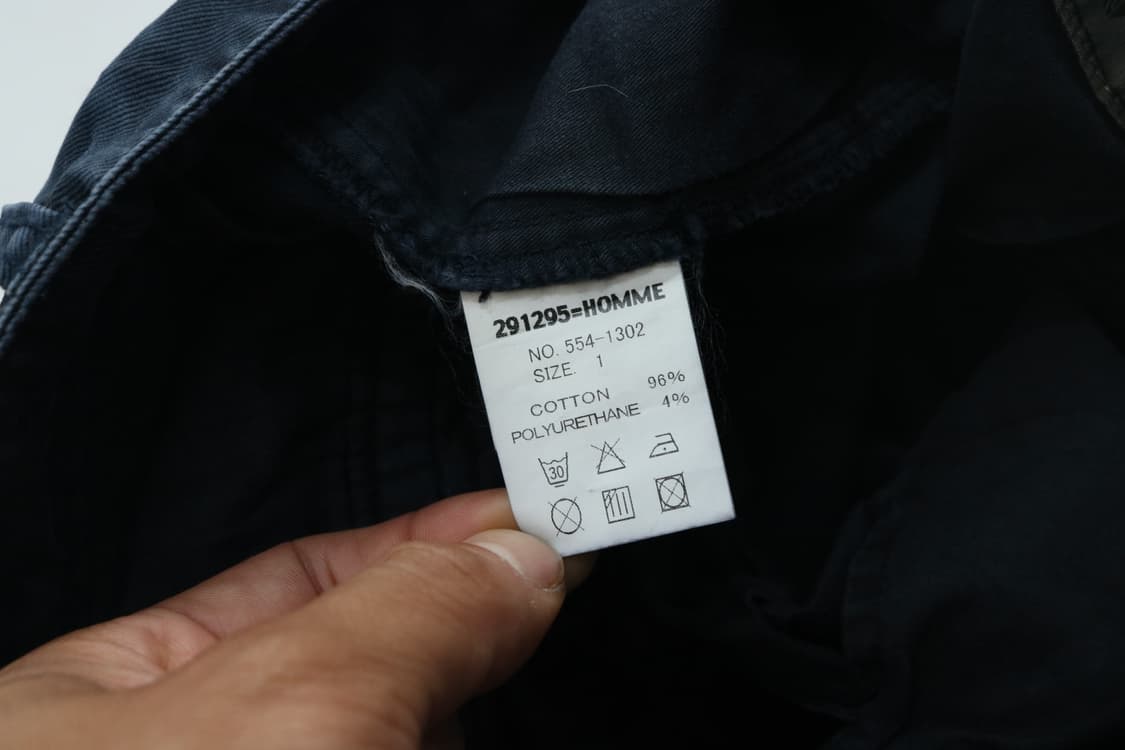 291295=HOMME
NO. 554-1302
SIZE. 1
COTTON 96%
POLYURETHANE 4%
30